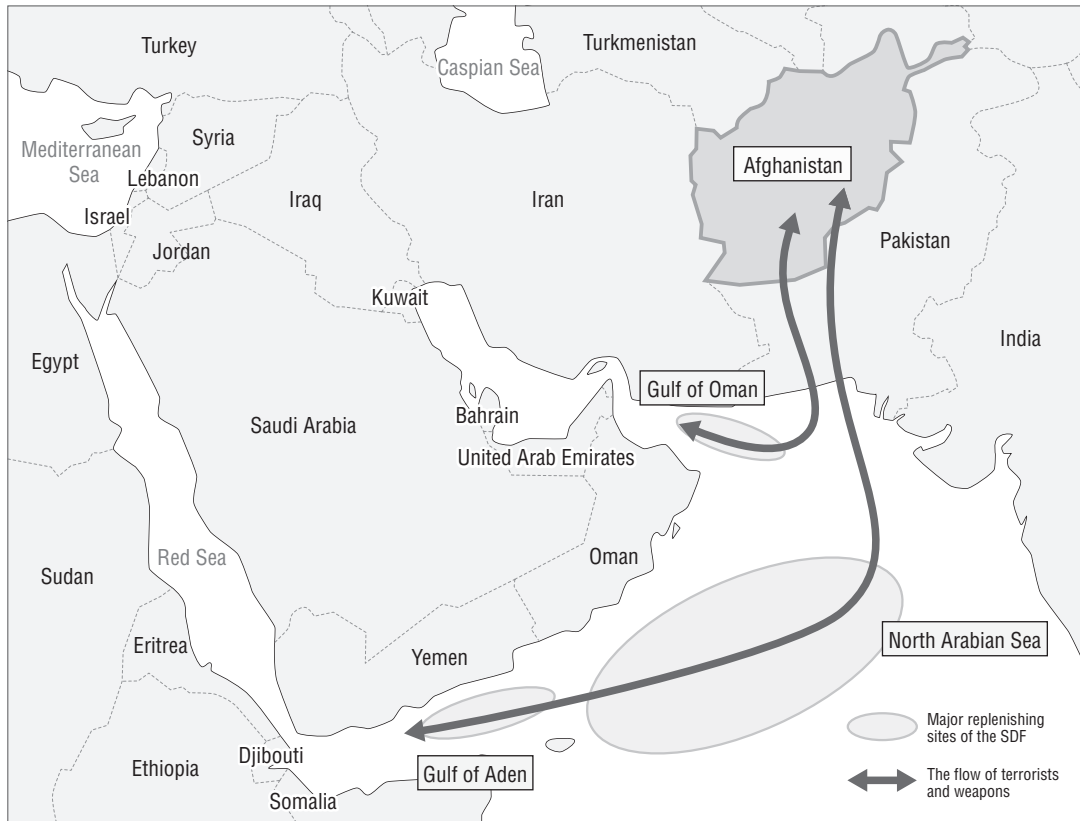 Turkey
Turkmenistan
Caspian Sea
Syria
Mediterranean
Sea
Afghanistan
Lebanon
Iraq
Iran
Israel
Pakistan
Jordan
Kuwait
India
Egypt
Gulf of Oman
Bahrain
Saudi Arabia
United Arab Emirates
Red Sea
Oman
Sudan
Eritrea
North Arabian Sea
Yemen
Major replenishing
sites of the SDF
Djibouti
Ethiopia
Gulf of Aden
The flow of terrorists
and weapons
Somalia